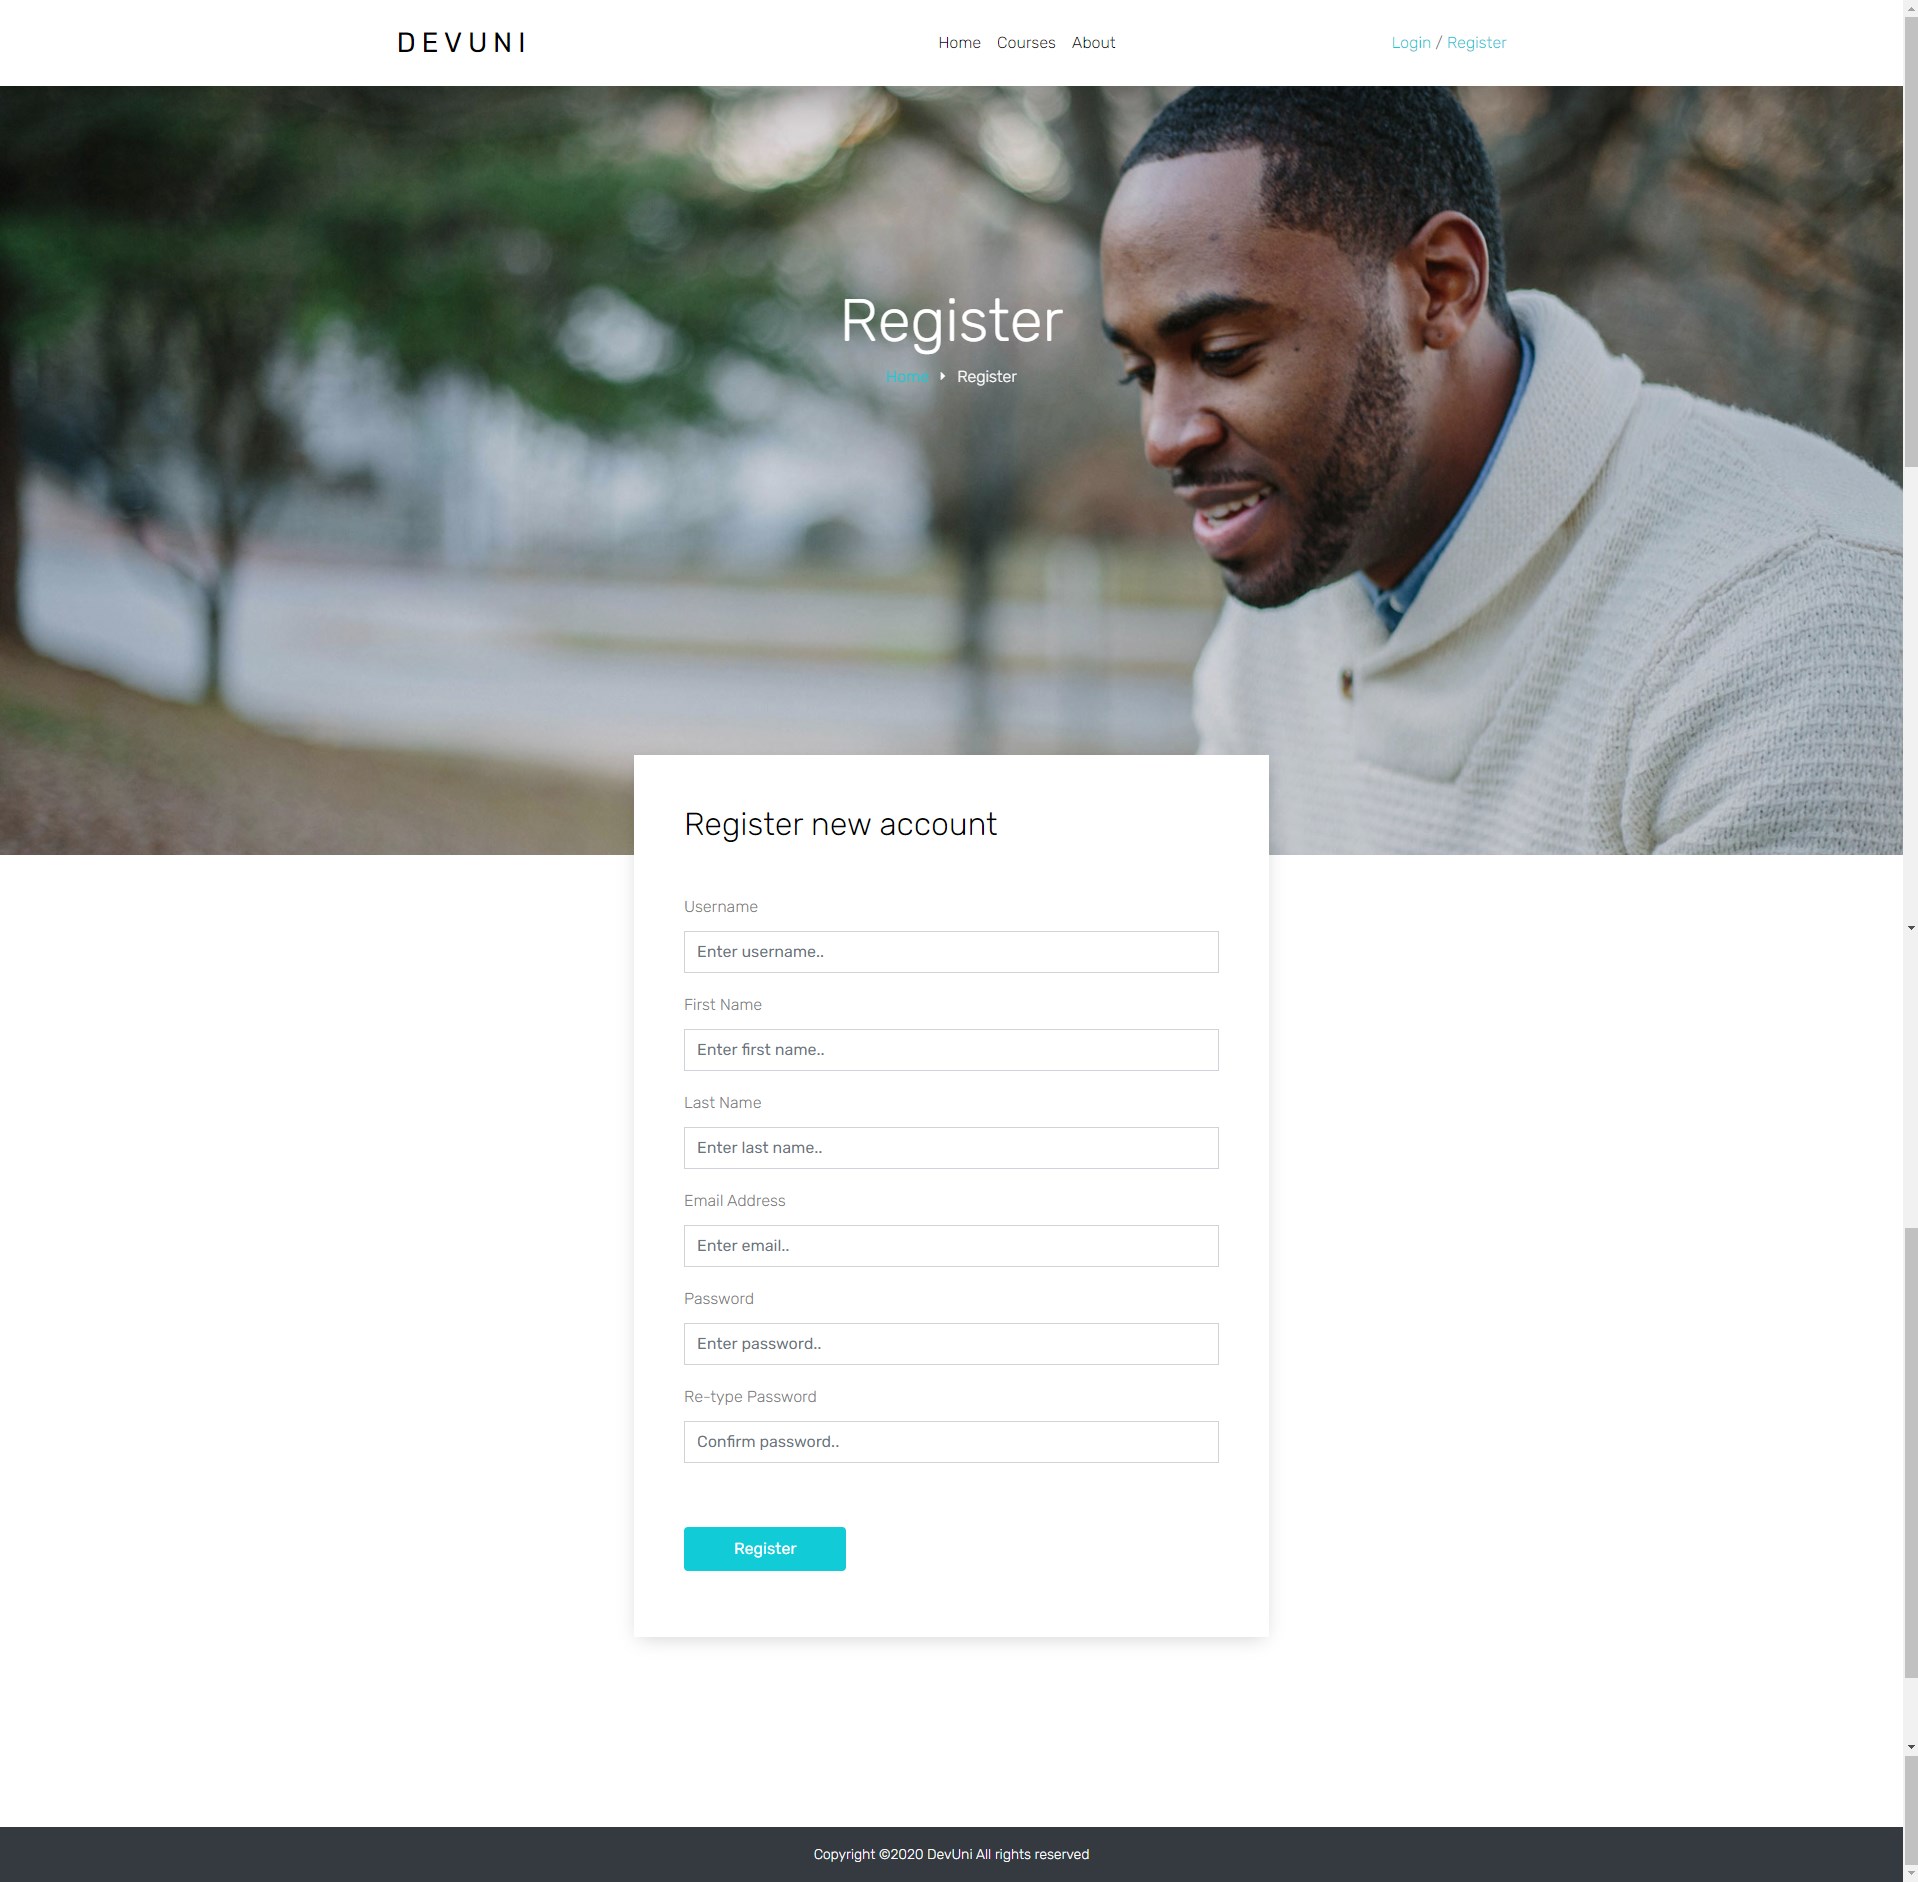 DEVUNI
Home Courses About
Login / Register
Register
Home Register
Register new account
Username
Enter username..
First Name
Enter first name..
Last Name
Enter last name..
Email Address
Enter email..
Password
Enter password..
Re-type Password
Confirm password..
Register
Copyright ©2020 DevUni All rights reserved